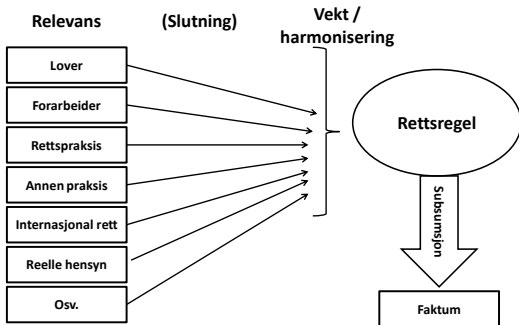 Relevans
(Slutning)
Vekt /
harmonisering
Lover
Forarbeider
Rettspraksis
Annen praksis
Internasjonal rett
Reelle hensyn
Osv.
Rettsregel
Subsumsjon
Faktum